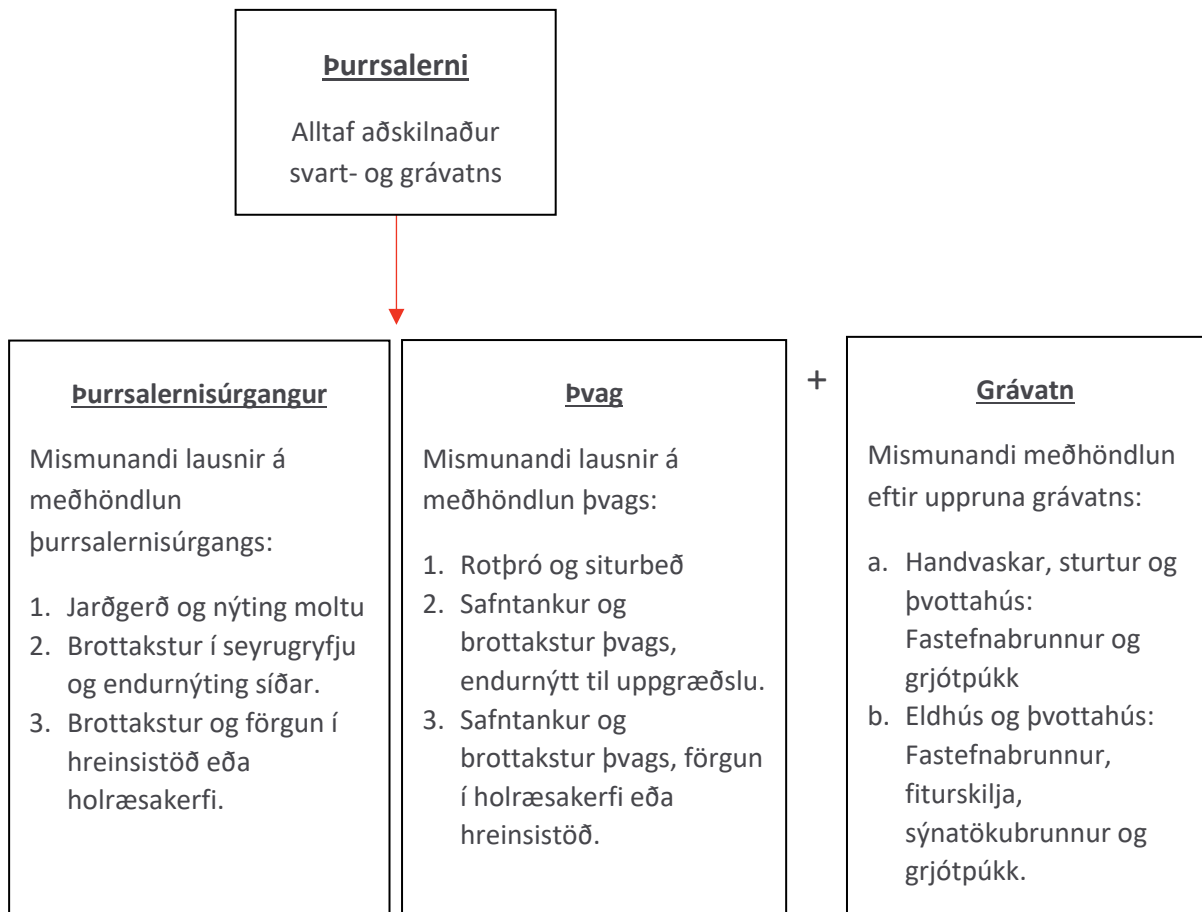 Þurrsalerni
Alltaf aðskilnaður
svart- og grávatns
Þurrsalernisúrgangur
Mismunandi lausnir á
meðhöndlun
þurrsalernisúrgangs:
1. Jarðgerð og nýting moltu
2. Brottakstur í seyrugryfju
og endurnýting síðar.
3. Brottakstur og förgun í
hreinsistöð eða
holræsakerfi.
Þvag
Mismunandi lausnir á
meðhöndlun þvags:
1. Rotþró og siturbeð
2. Safntankur og
brottakstur þvags,
endurnýtt til uppgræðslu.
3. Safntankur og
brottakstur þvags, förgun
í holræsakerfi eða
hreinsistöð.
+
Grávatn
Mismunandi meðhöndlun
eftir uppruna grávatns:
a. Handvaskar, sturtur og
þvottahús:
Fastefnabrunnur og
grjótpúkk
b. Eldhús og þvottahús:
Fastefnabrunnur,
fiturskilja,
sýnatökubrunnur og
grjótpúkk.